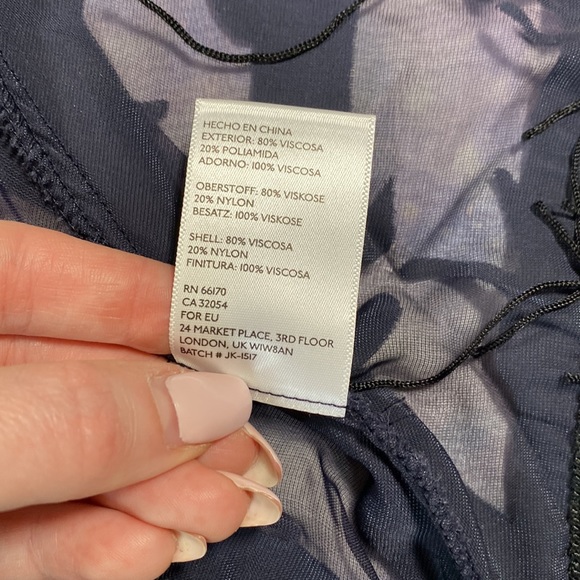 HECHO EN CHINA
EXTERIOR: 80% VISCOSA
20% POLIAMIDA
ADORNO: 100% VISCOSA
OBERSTOFF: 80% VISKOSE
20% NYLON
BESATZ: 100% VISKOSE
SHELL: 80% VISCOSA
20% NYLON
FINITURA: 100% VISCOSA
RN 66170
CA 32054
FOR EU
24 MARKET PLACE, 3RD FLOOR
LONDON, UK W1W8AN
BATCH # JK-1517